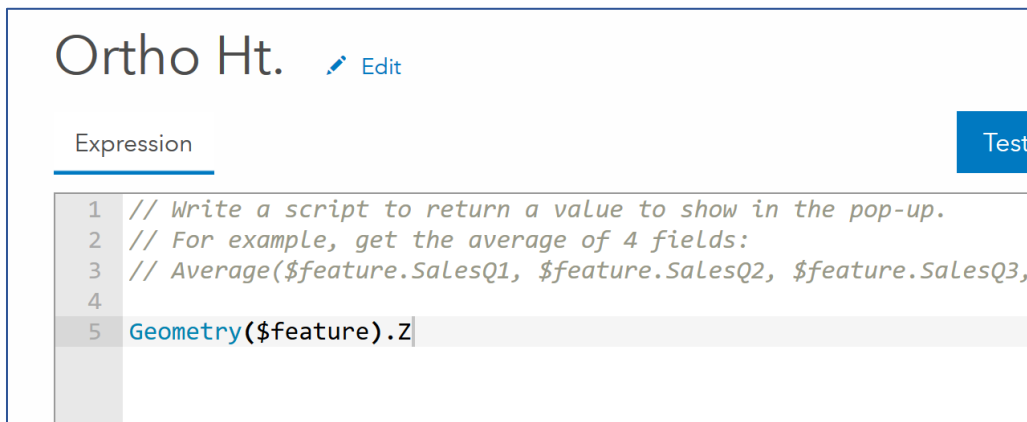 Ortho Ht. Edit
Expression
Test
1 // Write a script to return a value to show in the pop-up.
2 // For example, get the average of 4 fields:
3 // Average($feature.SalesQ1, $feature.SalesQ2, $feature.SalesQ3,
4
5 Geometry($feature).Z